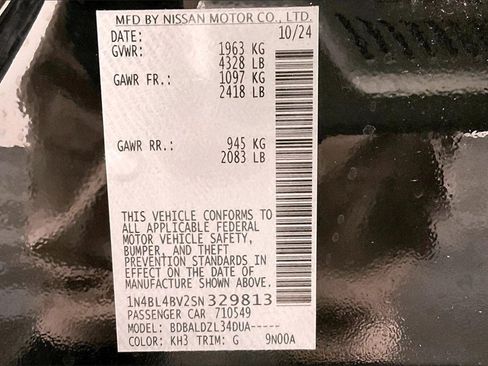 MFD BY NISSAN MOTOR CO., LTD.
DATE: 10/24
GVWR: 1963 KG
4328 LB
GAWR FR.: 1097 KG
2418 LB
GAWR RR.: 945 KG
2083 LB
THIS VEHICLE CONFORMS TO
ALL APPLICABLE FEDERAL
MOTOR VEHICLE SAFETY,
BUMPER, AND THEFT
PREVENTION STANDARDS IN
EFFECT ON THE DATE OF
MANUFACTURE SHOWN ABOVE.
1N4BL4BV2SN 329813
PASSENGER CAR 710549
MODEL: BDBALDZL34DUA-----
COLOR: KH3 TRIM: G 9N00A